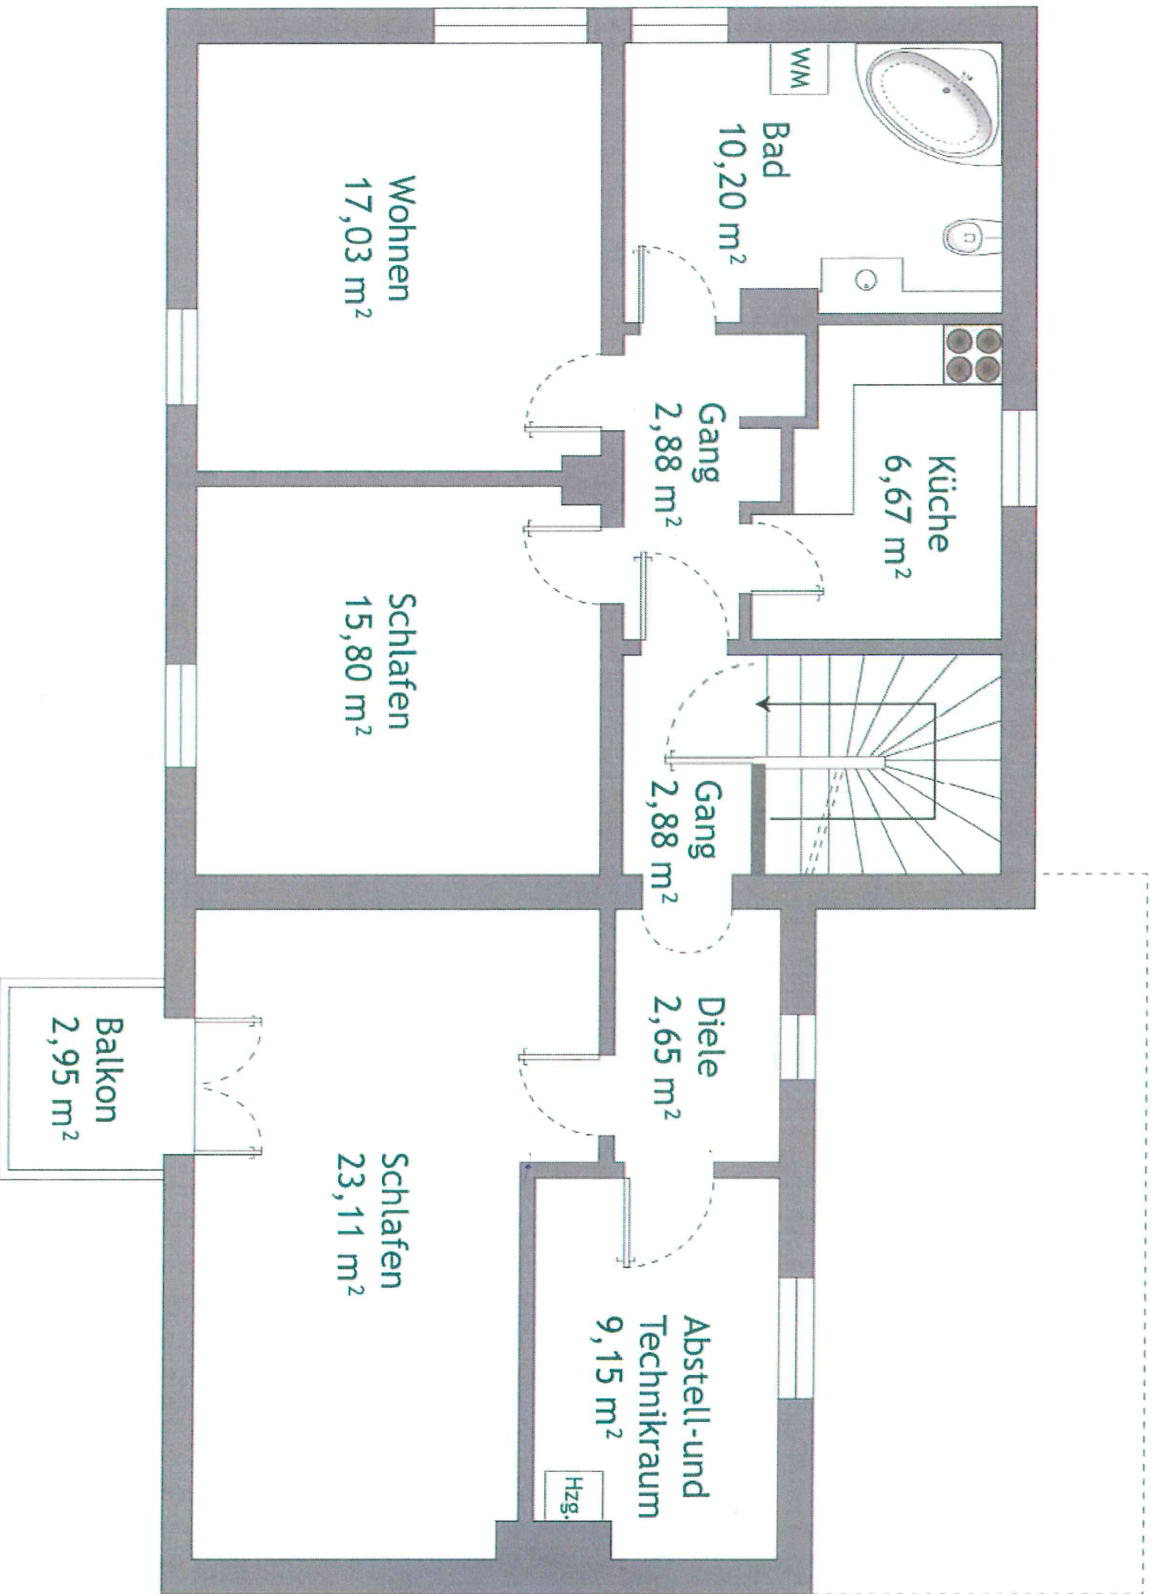 WM
Bad
10,20 m²
Küche
6,67 m²
Wohnen
17,03 m²
Gang
2,88 m²
Schlafen
15,80 m²
Gang
2,88 m²
Diele
2,65 m²
Balkon
2,95 m²
Schlafen
23,11 m²
Abstell-und
Technikraum
9,15 m²
Hzg.